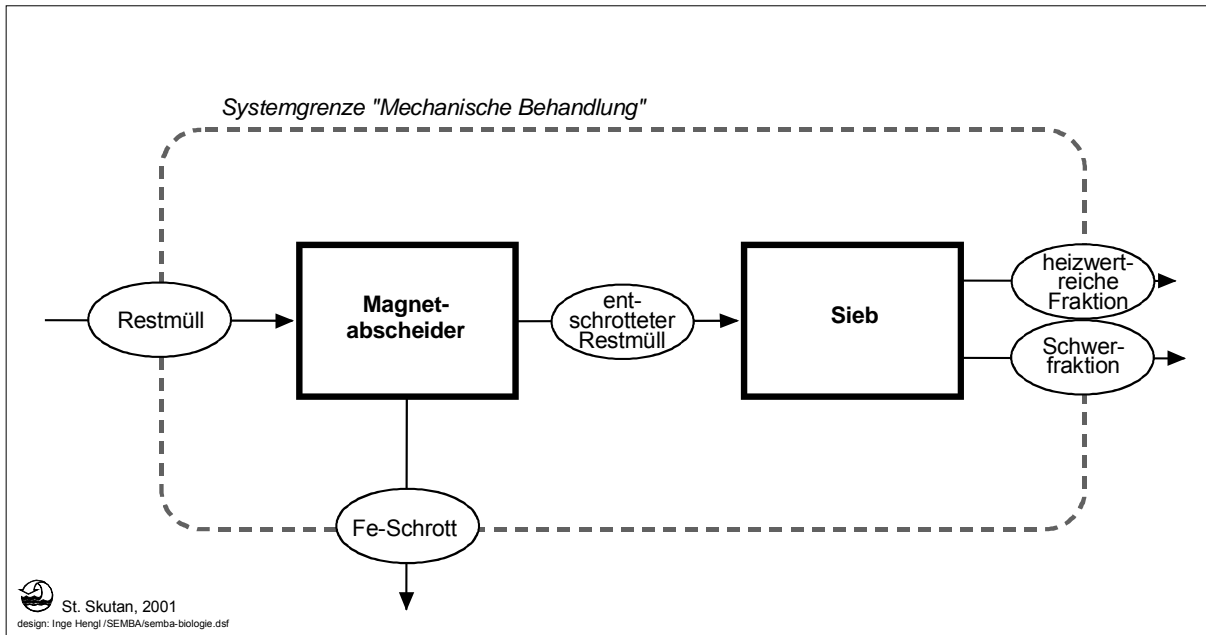 Systemgrenze "Mechanische Behandlung"
Restmüll
Magnet-
abscheider
ent-
schrotteter
Restmüll
Sieb
heizwert-
reiche
Fraktion
Schwer-
fraktion
Fe-Schrott
St. Skutan, 2001
design: Inge Hengl /SEMBA/semba-biologie.dsf